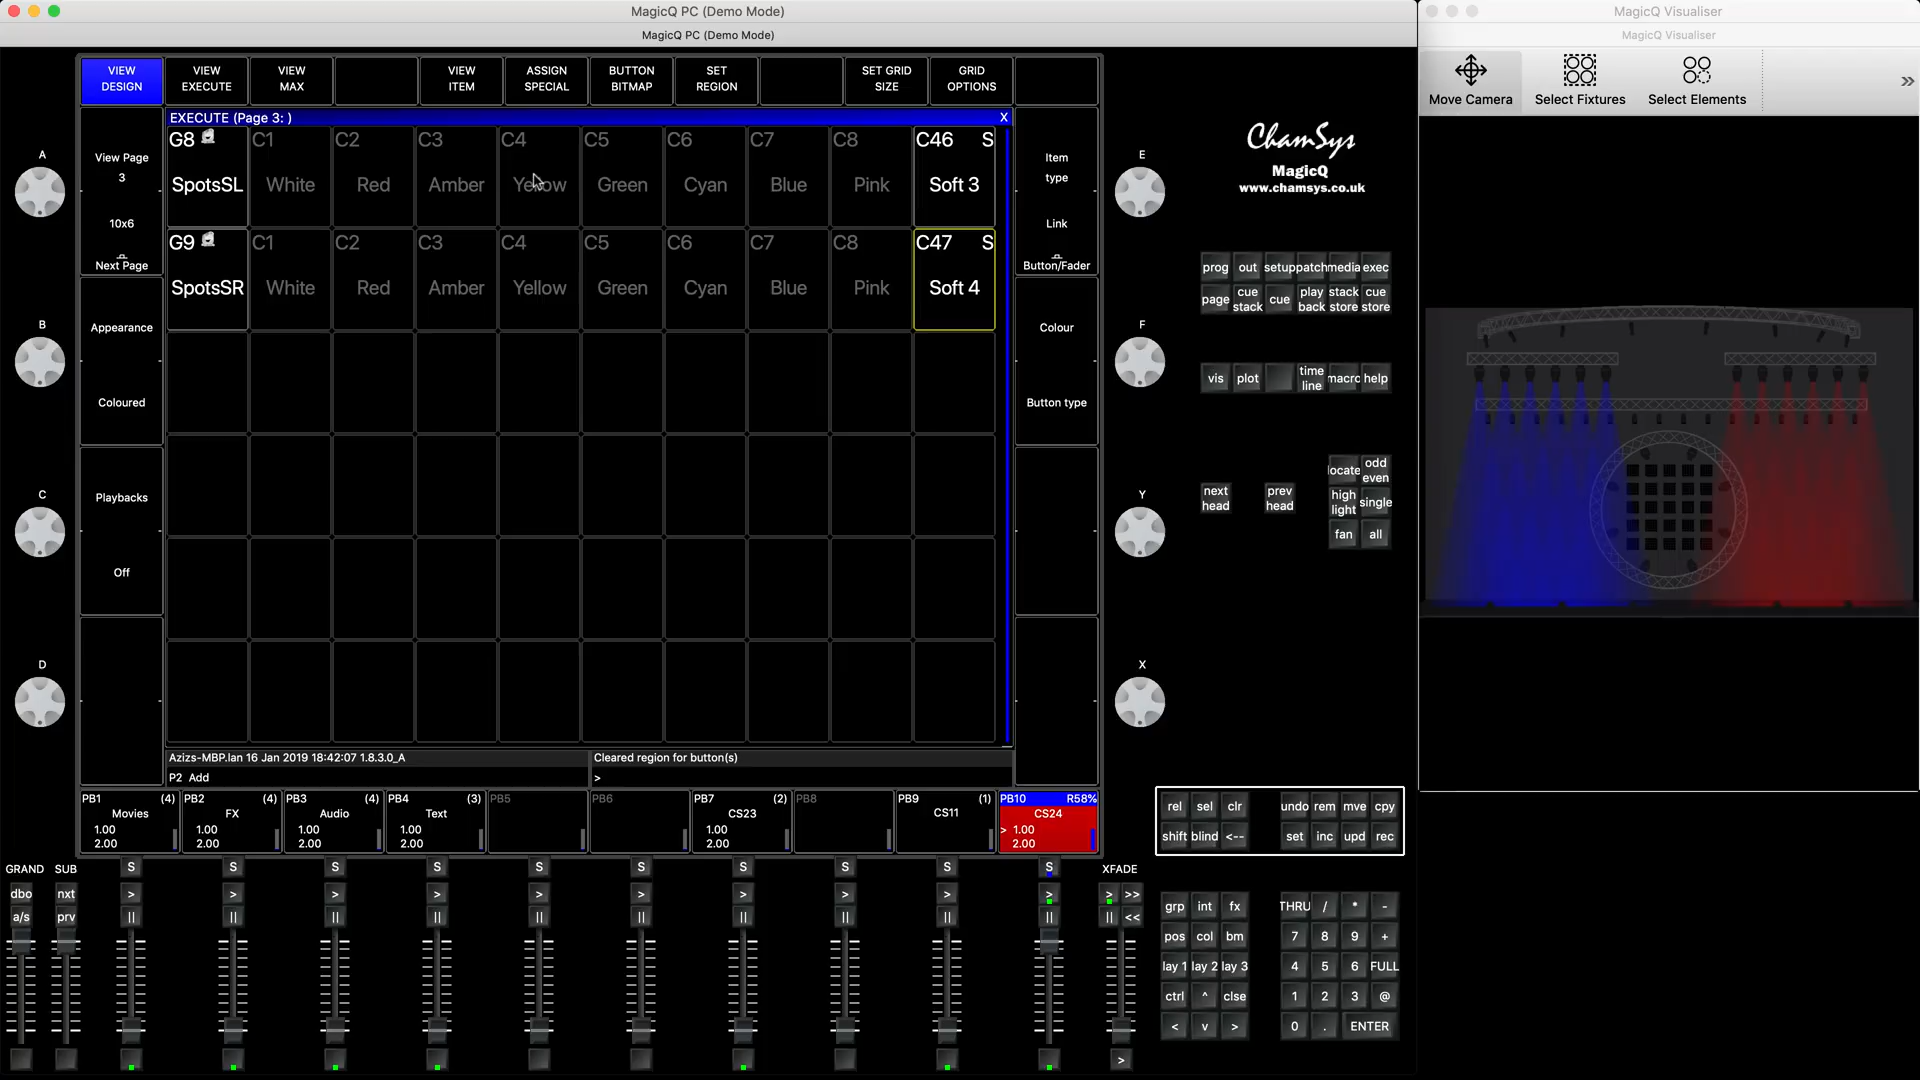 MagicQ PC (Demo Mode)
MagicQ PC (Demo Mode)
VIEW DESIGN
VIEW EXECUTE
VIEW MAX
VIEW ITEM
ASSIGN SPECIAL
BUTTON BITMAP
SET REGION
SET GRID SIZE
GRID OPTIONS
EXECUTE (Page 3: )
X
G8
C1
C2
C3
C4
C5
C6
C7
C8
C46 S
SpotsSL
White
Red
Amber
Yellow
Green
Cyan
Blue
Pink
Soft 3
G9
C1
C2
C3
C4
C5
C6
C7
C8
C47 S
SpotsSR
White
Red
Amber
Yellow
Green
Cyan
Blue
Pink
Soft 4
A
B
C
D
View Page
3
10x6
Next Page
Appearance
Coloured
Playbacks
Off
Item
type
Link
Button/Fader
Colour
Button type
E
F
Y
X
Azizs-MBP.lan 16 Jan 2019 18:42:07 1.8.3.0_A
Cleared region for button(s)
P2 Add
>
PB1 (4)
Movies
1.00
2.00
PB2 (4)
FX
1.00
2.00
PB3 (4)
Audio
1.00
2.00
PB4 (3)
Text
1.00
2.00
PB5
PB6
PB7 (2)
CS23
1.00
2.00
PB8
PB9 (1)
CS11
PB10 R58%
CS24
> 1.00
2.00
GRAND SUB
S S S S S S S S S S
XFADE
dbo nxt > > > > > > > > > > > >>
a/s prv || || || || || || || || || || || <<
>
ChamSys
MagicQ
www.chamsys.co.uk
prog out setup patch media exec
page cue stack cue play back stack store cue store
vis plot time line macro help
next head
prev head
locate odd even
high light single
fan all
rel sel clr undo rem mve cpy
shift blind <-- set inc upd rec
grp int fx THRU / * -
pos col bm 7 8 9 +
lay 1 lay 2 lay 3 4 5 6 FULL
ctrl ^ clse 1 2 3 @
< v > 0 . ENTER
MagicQ Visualiser
MagicQ Visualiser
Move Camera
Select Fixtures
Select Elements
»